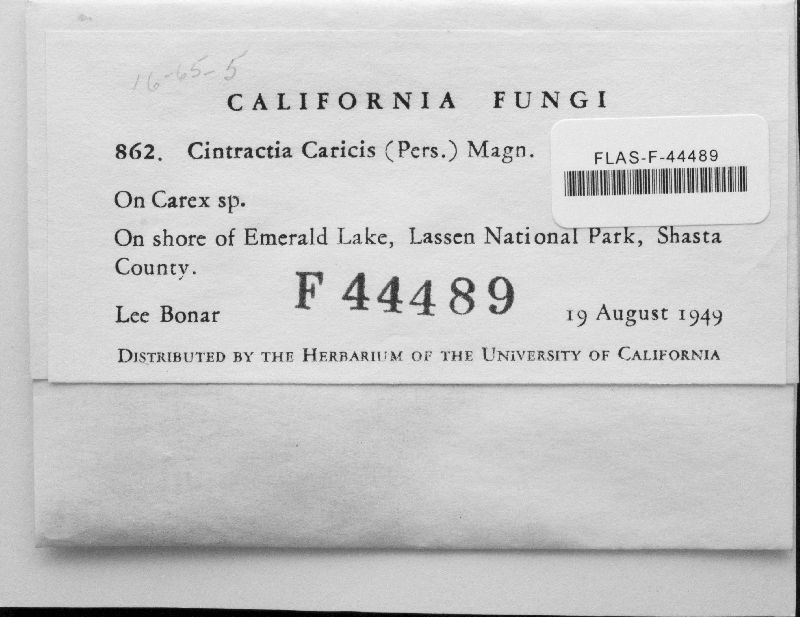 16-65-5
CALIFORNIA FUNGI
862. Cintractia Caricis (Pers.) Magn.
FLAS-F-44489
On Carex sp.
On shore of Emerald Lake, Lassen National Park, Shasta
County.
F 44489
Lee Bonar 19 August 1949
DISTRIBUTED BY THE HERBARIUM OF THE UNIVERSITY OF CALIFORNIA